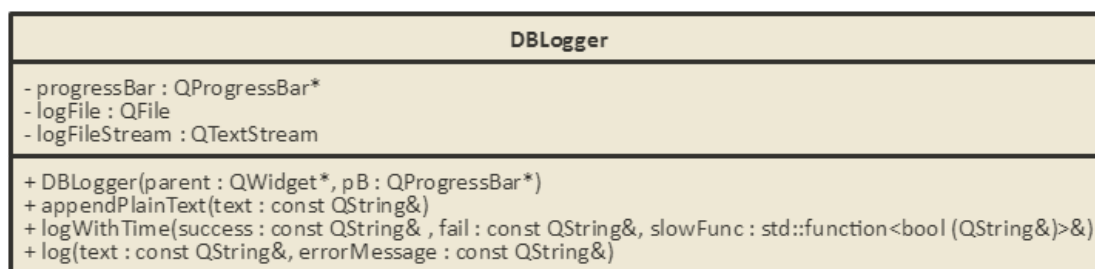 DBLogger
- progressBar : QProgressBar*
- logFile : QFile
- logFileStream : QTextStream
+ DBLogger(parent : QWidget*, pB : QProgressBar*)
+ appendPlainText(text : const QString&)
+ logWithTime(success : const QString& , fail : const QString&, slowFunc : std::function<bool (QString&)>&)
+ log(text : const QString&, errorMessage : const QString&)